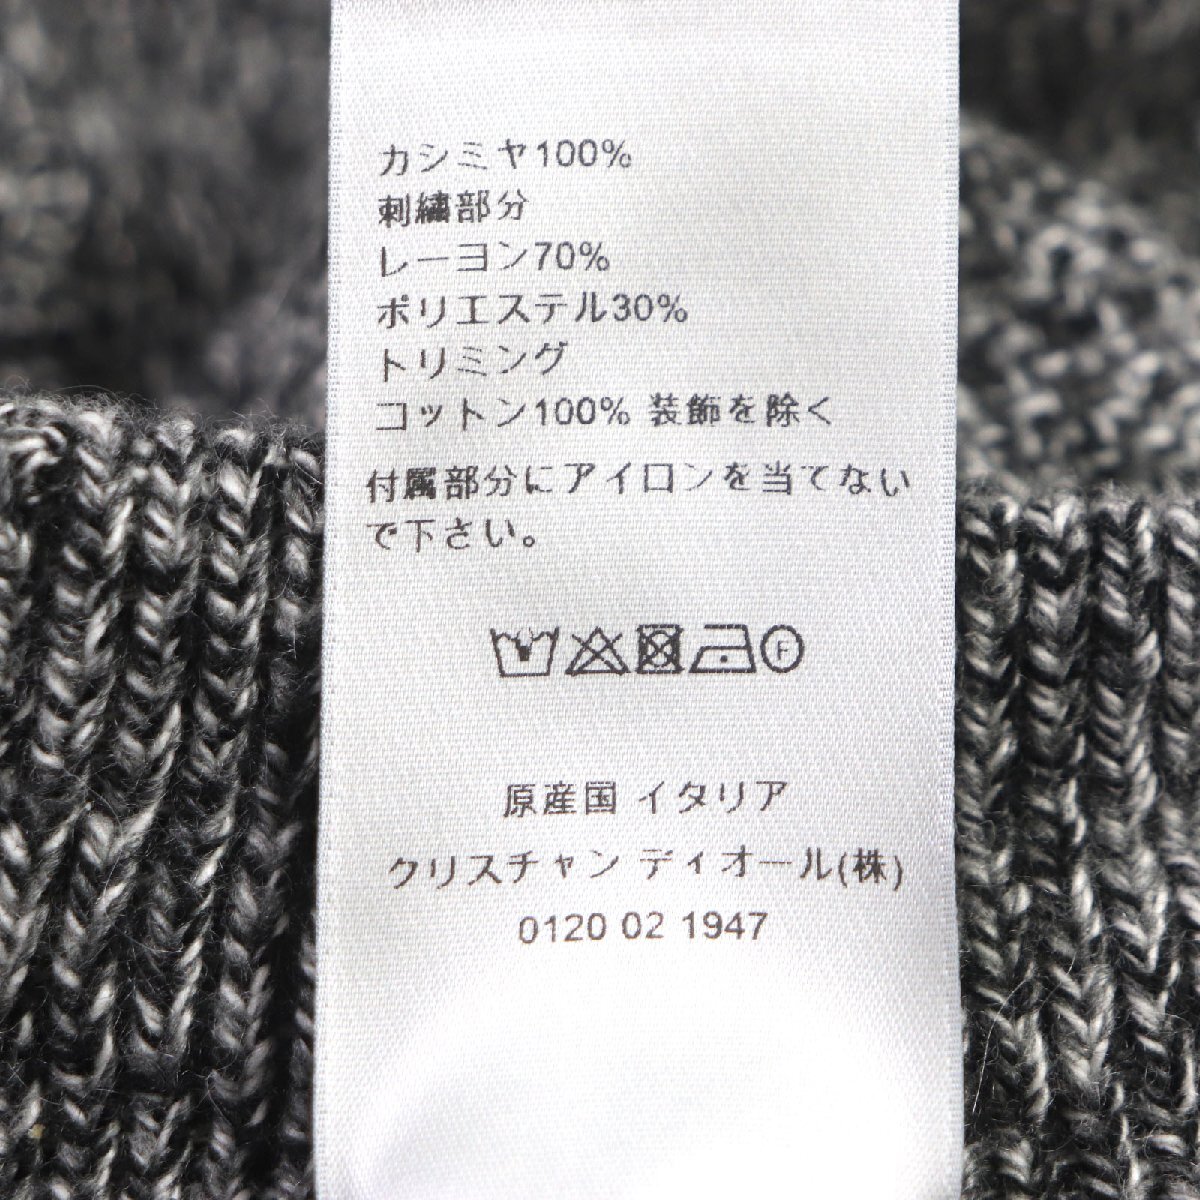 カシミヤ100%
刺繍部分
レーヨン70%
ポリエステル30%
トリミング
コットン100% 装飾を除く
付属部分にアイロンを当てない
で下さい。
F
原産国 イタリア
クリスチャン ディオール(株)
0120 02 1947